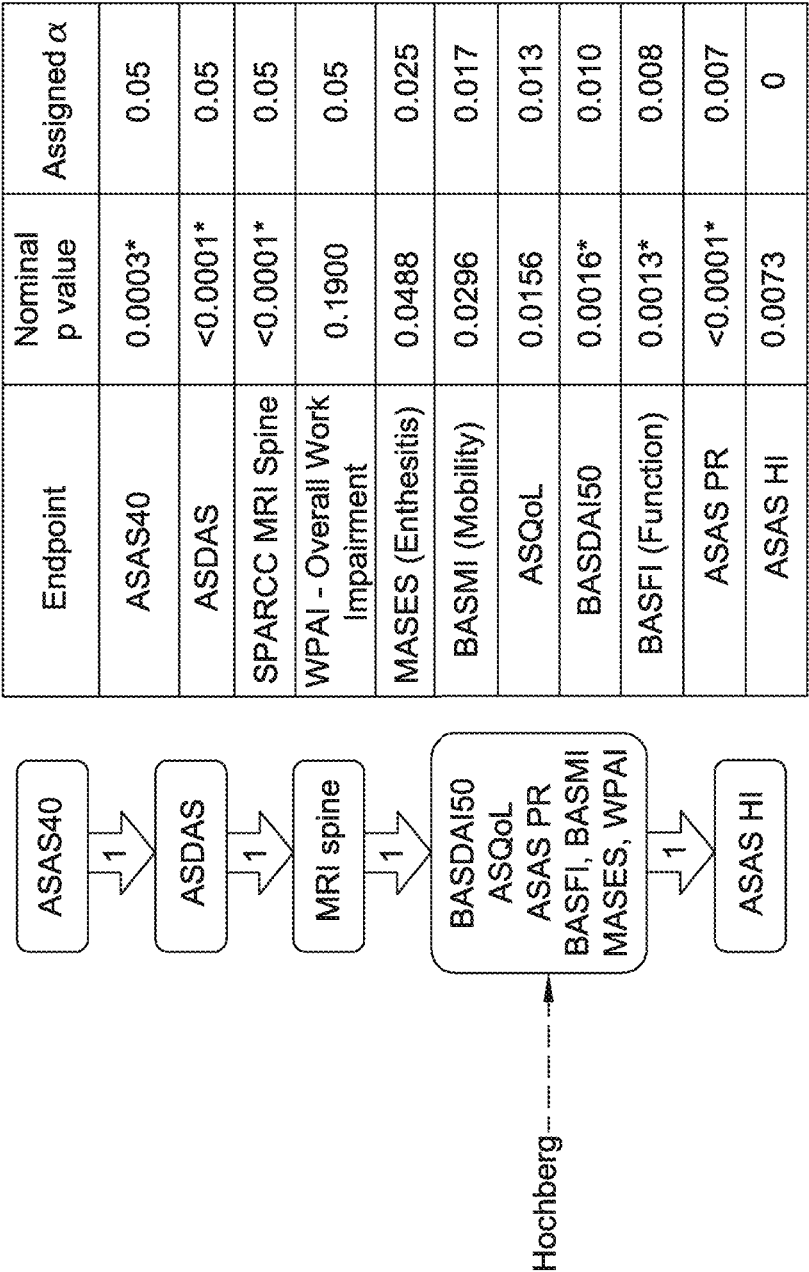 Hochberg
ASAS40
1
ASDAS
1
MRI spine
1
BASDAI50
ASQoL
ASAS PR
BASFI, BASMI
MASES, WPAI
1
ASAS HI
Endpoint
Nominal
p value
Assigned α
ASAS40
0.0003*
0.05
ASDAS
<0.0001*
0.05
SPARCC MRI Spine
<0.0001*
0.05
WPAI - Overall Work
Impairment
0.1900
0.05
MASES (Enthesitis)
0.0488
0.025
BASMI (Mobility)
0.0296
0.017
ASQoL
0.0156
0.013
BASDAI50
0.0016*
0.010
BASFI (Function)
0.0013*
0.008
ASAS PR
<0.0001*
0.007
ASAS HI
0.0073
0